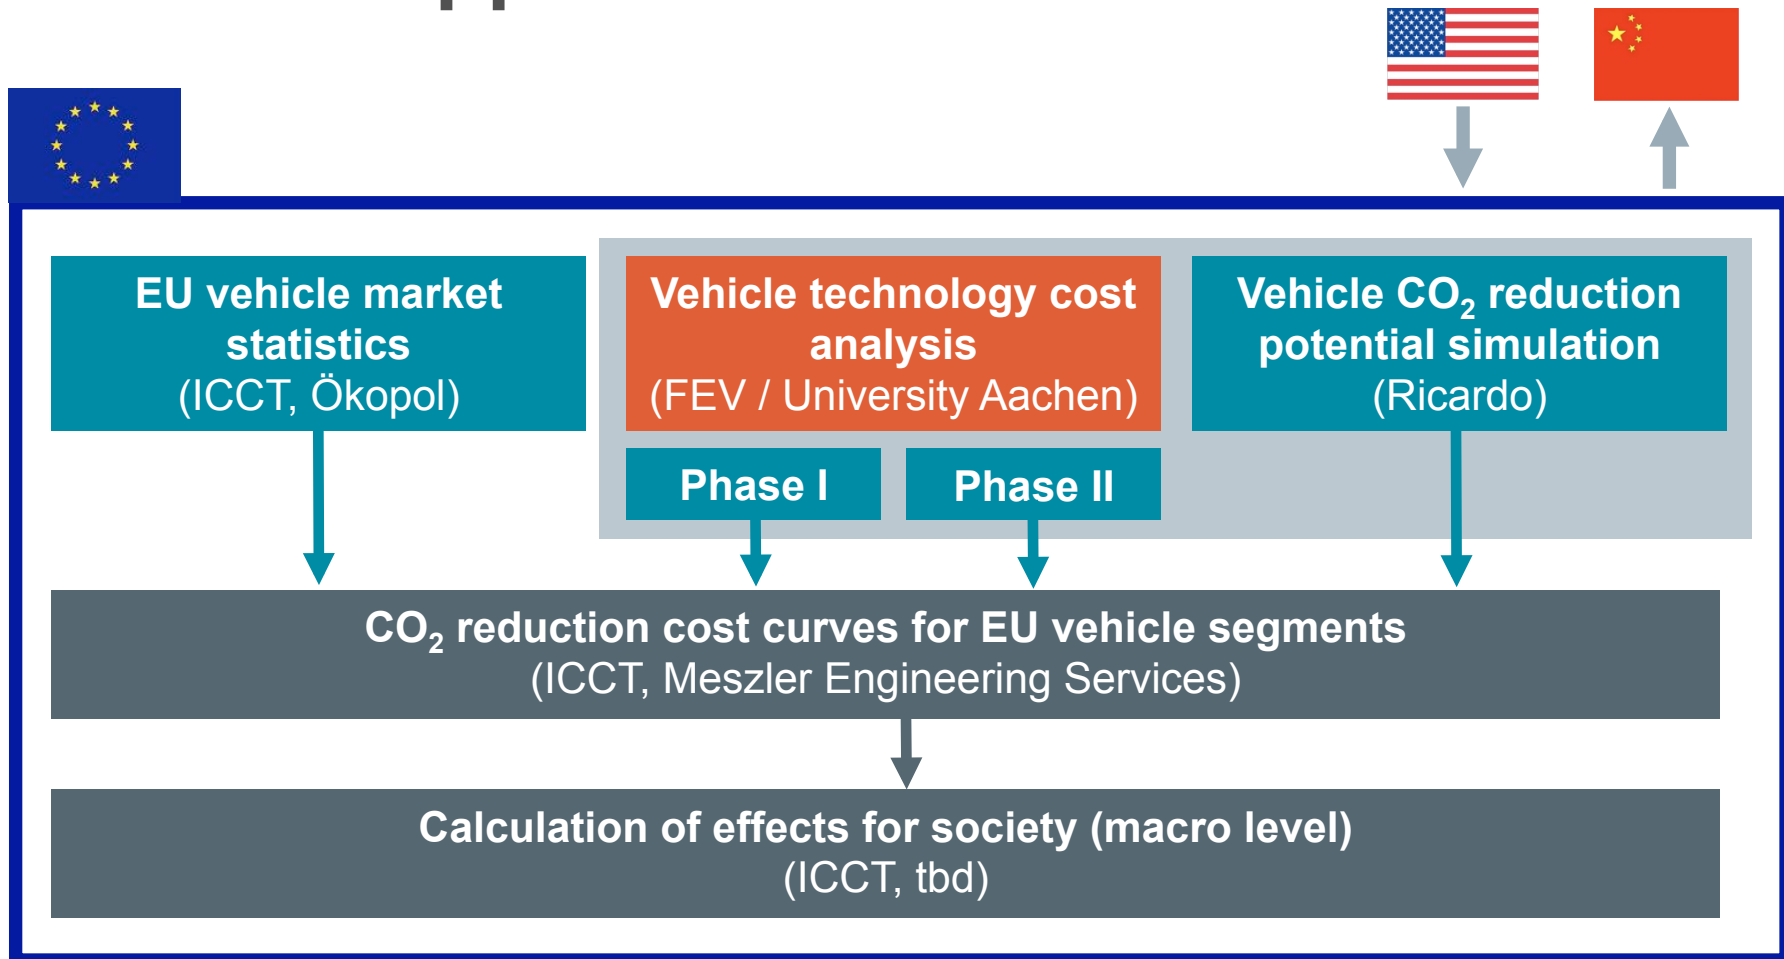 EU vehicle market
statistics
(ICCT, Ökopol)
Vehicle technology cost
analysis
(FEV / University Aachen)
Vehicle CO₂ reduction
potential simulation
(Ricardo)
Phase I
Phase II
CO₂ reduction cost curves for EU vehicle segments
(ICCT, Meszler Engineering Services)
Calculation of effects for society (macro level)
(ICCT, tbd)